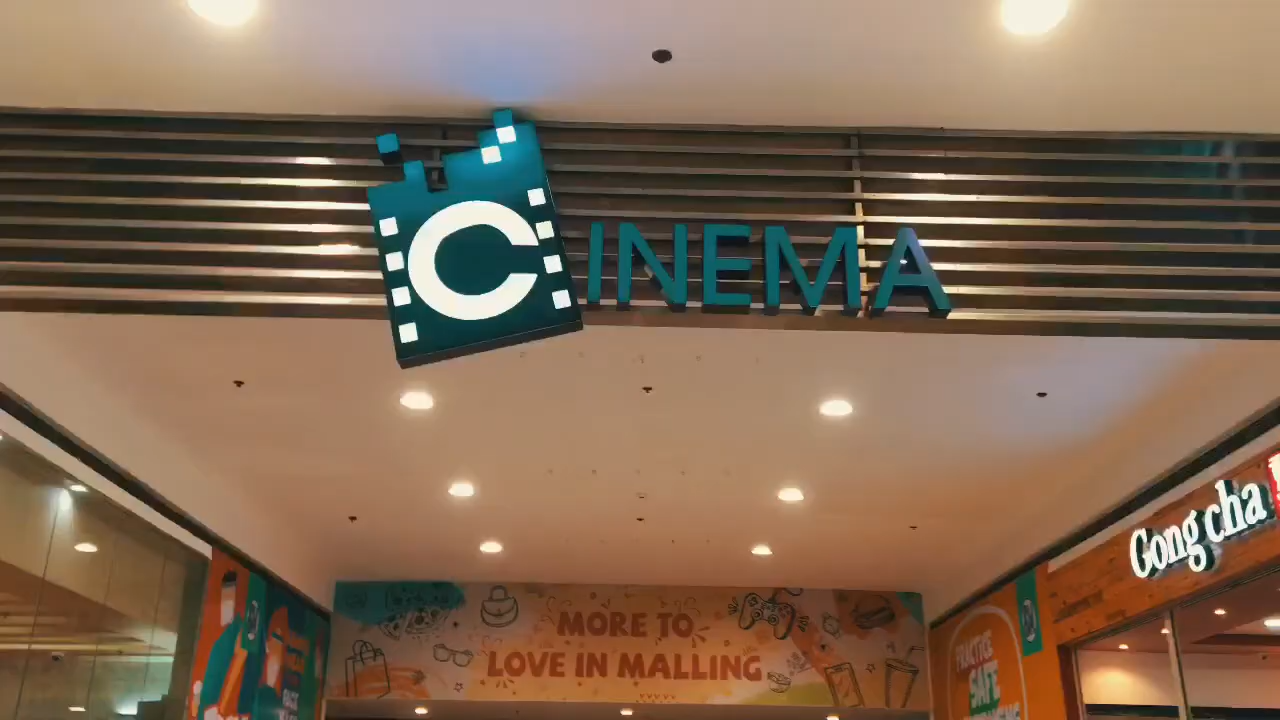 CINEMA
Gong cha
MORE TO
LOVE IN MALLING
PRACTICE
SAFE